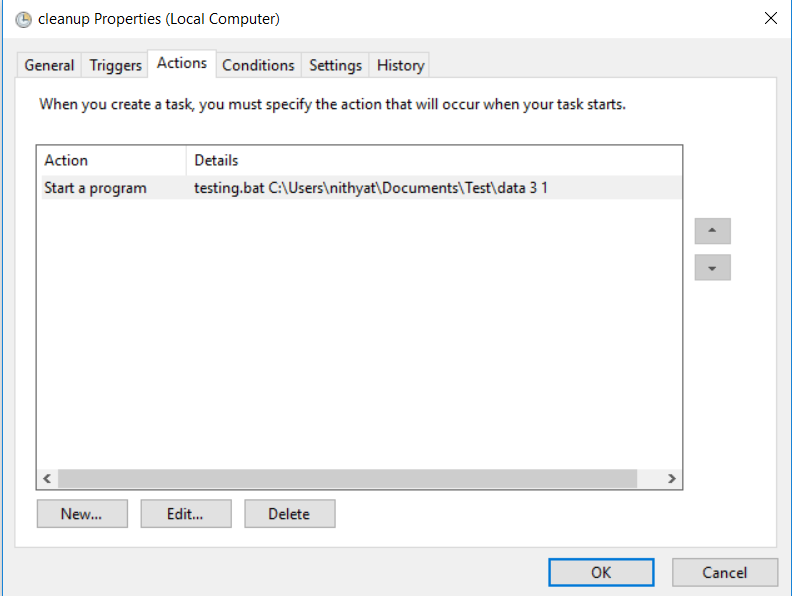 cleanup Properties (Local Computer)
General Triggers Actions Conditions Settings History
When you create a task, you must specify the action that will occur when your task starts.
Action Details
Start a program testing.bat C:\Users\nithyat\Documents\Test\data 3 1
New... Edit... Delete
OK Cancel